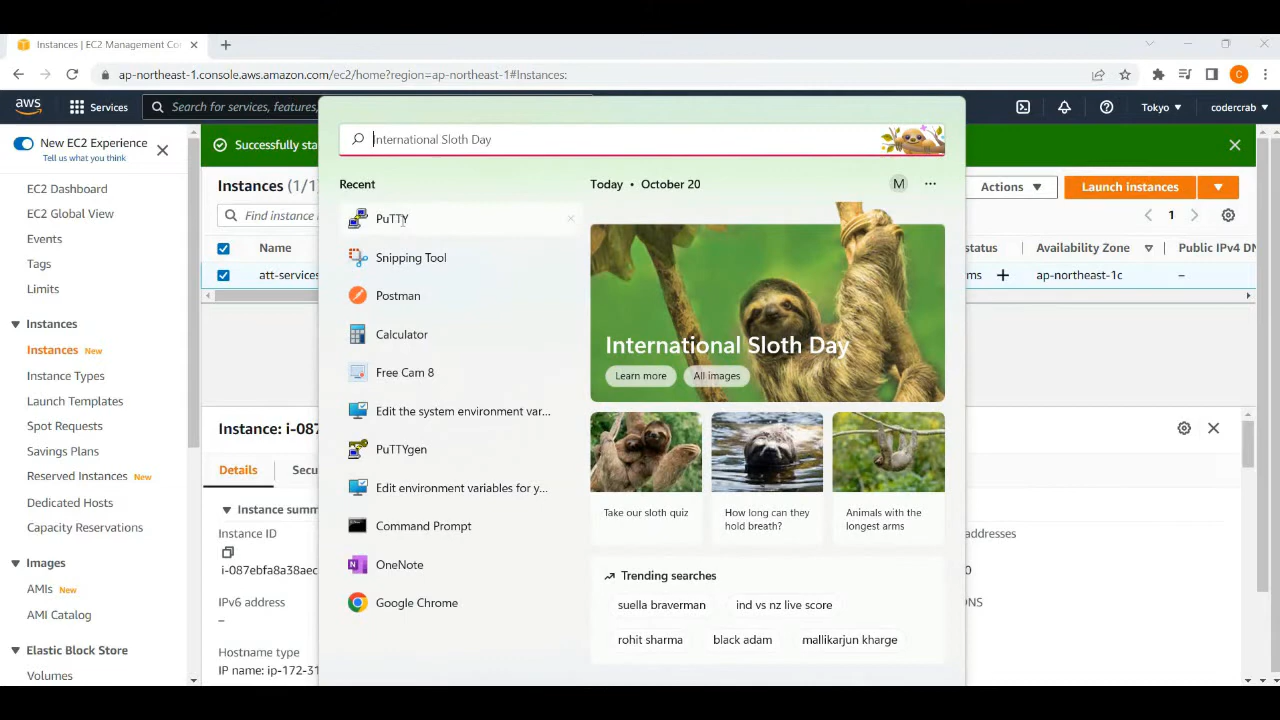 Instances | EC2 Management Co
ap-northeast-1.console.aws.amazon.com/ec2/home?region=ap-northeast-1#Instances:
C
aws
Services
Search for services, features,
Tokyo
codercrab
New EC2 Experience
Tell us what you think
EC2 Dashboard
EC2 Global View
Events
Tags
Limits
Instances
Instances New
Instance Types
Launch Templates
Spot Requests
Savings Plans
Reserved Instances New
Dedicated Hosts
Capacity Reservations
Images
AMIs New
AMI Catalog
Elastic Block Store
Volumes
Successfully sta
Instances (1/1)
Find instance
Name
att-services
Actions
Launch instances
1
status
Availability Zone
Public IPv4 DN
ms
ap-northeast-1c
–
Instance: i-087
Details
Secu
Instance summ
Instance ID
i-087ebfa8a38aec
IPv6 address
–
Hostname type
IP name: ip-172-31
addresses
0
NS
International Sloth Day
Recent
PuTTY
Snipping Tool
Postman
Calculator
Free Cam 8
Edit the system environment var...
PuTTYgen
Edit environment variables for y...
Command Prompt
OneNote
Google Chrome
Today • October 20
M
International Sloth Day
Learn more
All images
Take our sloth quiz
How long can they
hold breath?
Animals with the
longest arms
Trending searches
suella braverman
ind vs nz live score
rohit sharma
black adam
mallikarjun kharge